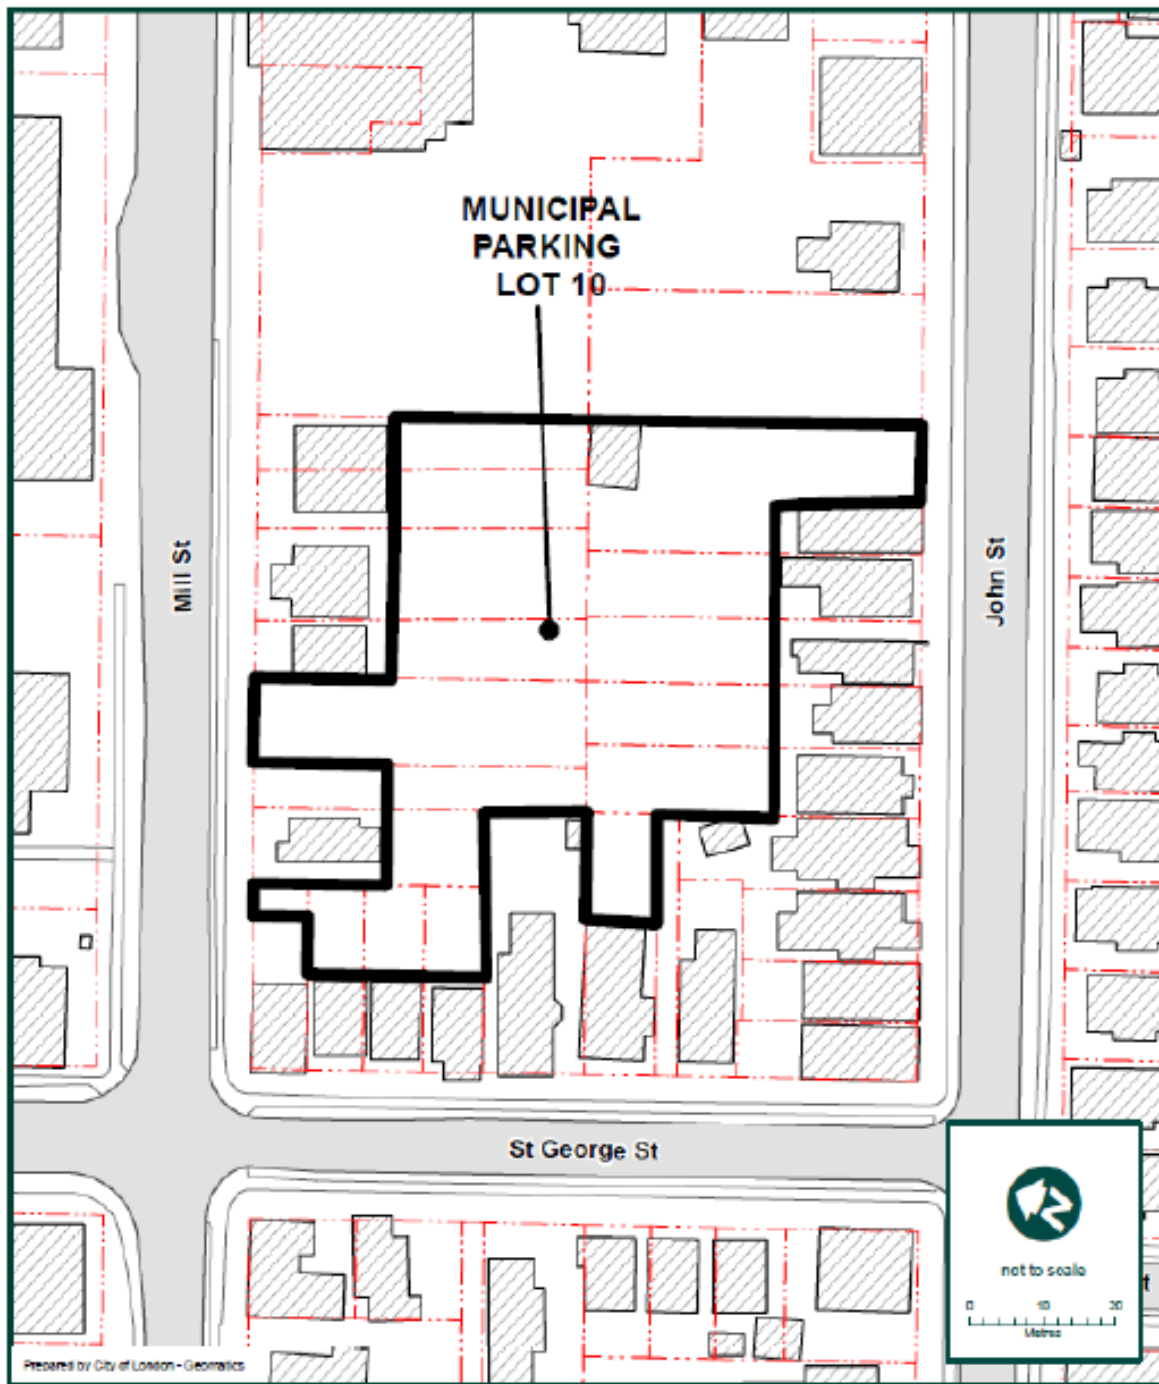 MUNICIPAL
PARKING
LOT 10
Mill St
John St
St George St
N
not to scale
0 10 20
Metres
t
Prepared by City of London - Geomatics